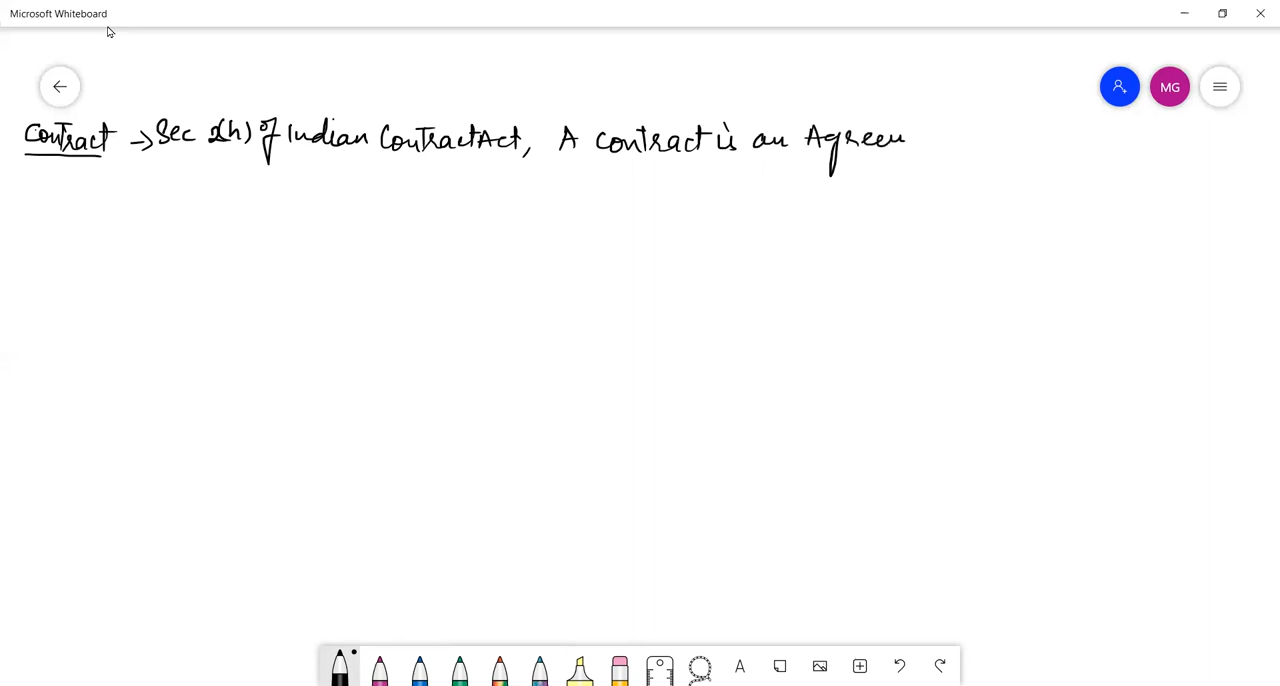 Microsoft Whiteboard
MG
Contract → Sec 2(h) of Indian Contract Act, A contract is an Agreem
A